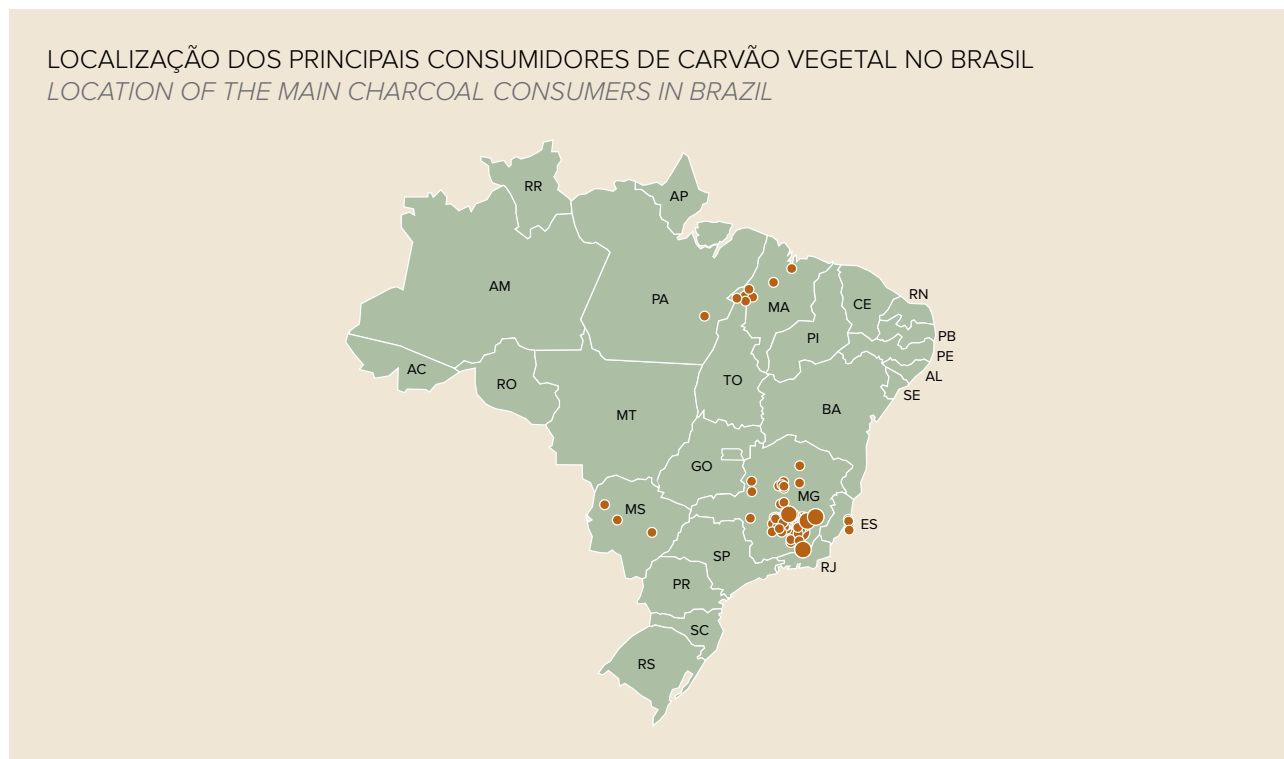 LOCALIZAÇÃO DOS PRINCIPAIS CONSUMIDORES DE CARVÃO VEGETAL NO BRASIL
LOCATION OF THE MAIN CHARCOAL CONSUMERS IN BRAZIL
RR
AP
AM
PA
MA
CE
RN
PI
PB
PE
AC
RO
TO
AL
SE
MT
BA
GO
MG
MS
ES
SP
RJ
PR
SC
RS